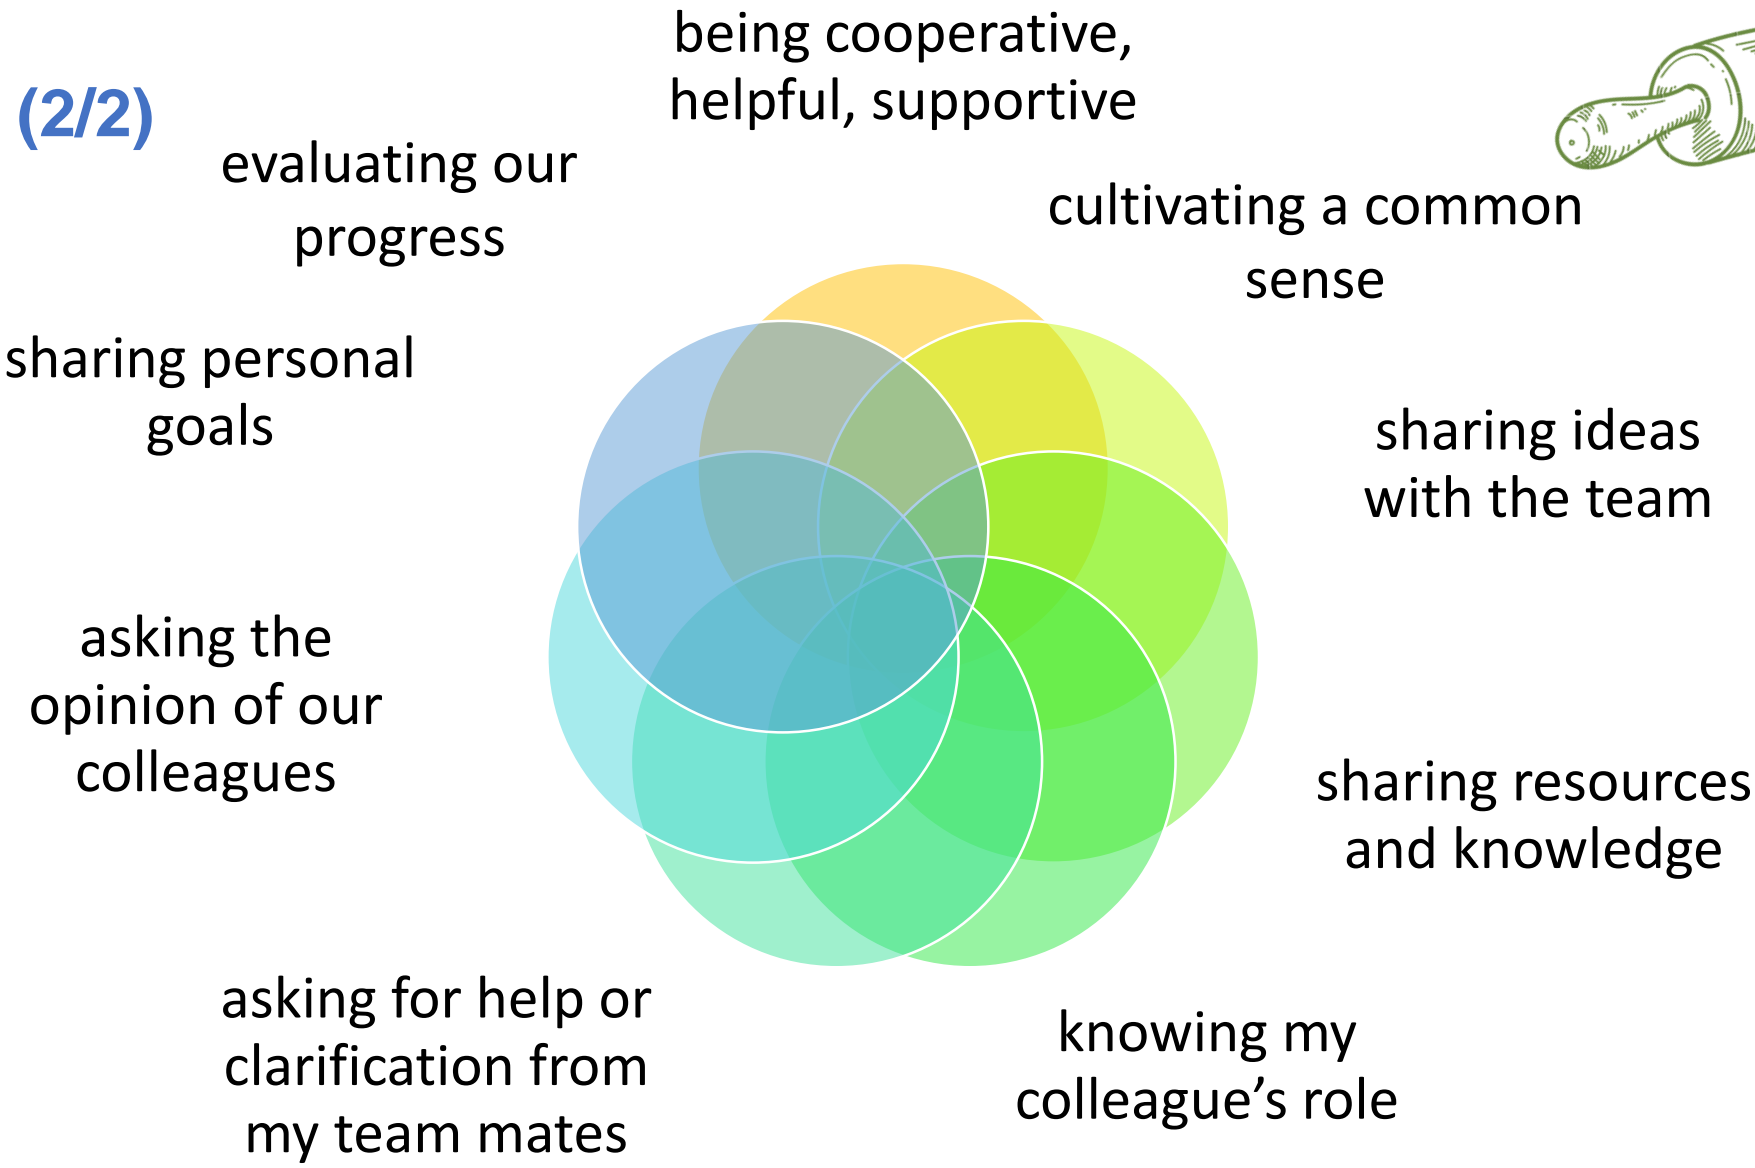 (2/2)
being cooperative,
helpful, supportive
cultivating a common
sense
sharing ideas
with the team
sharing resources
and knowledge
knowing my
colleague’s role
asking for help or
clarification from
my team mates
asking the
opinion of our
colleagues
sharing personal
goals
evaluating our
progress